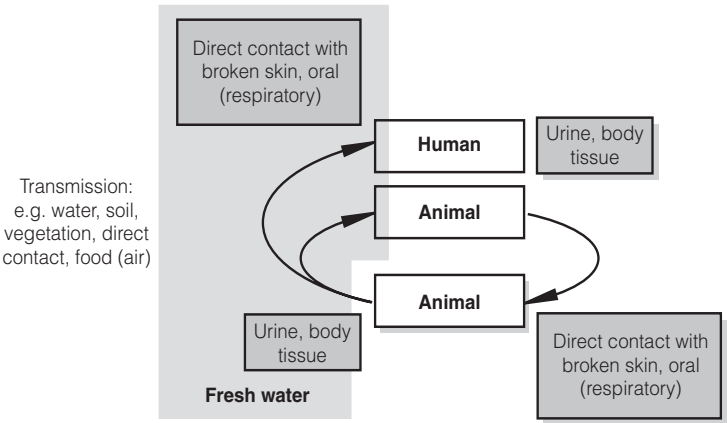 Direct contact with
broken skin, oral
(respiratory)
Human
Urine, body
tissue
Transmission:
e.g. water, soil,
vegetation, direct
contact, food (air)
Animal
Animal
Urine, body
tissue
Direct contact with
broken skin, oral
(respiratory)
Fresh water